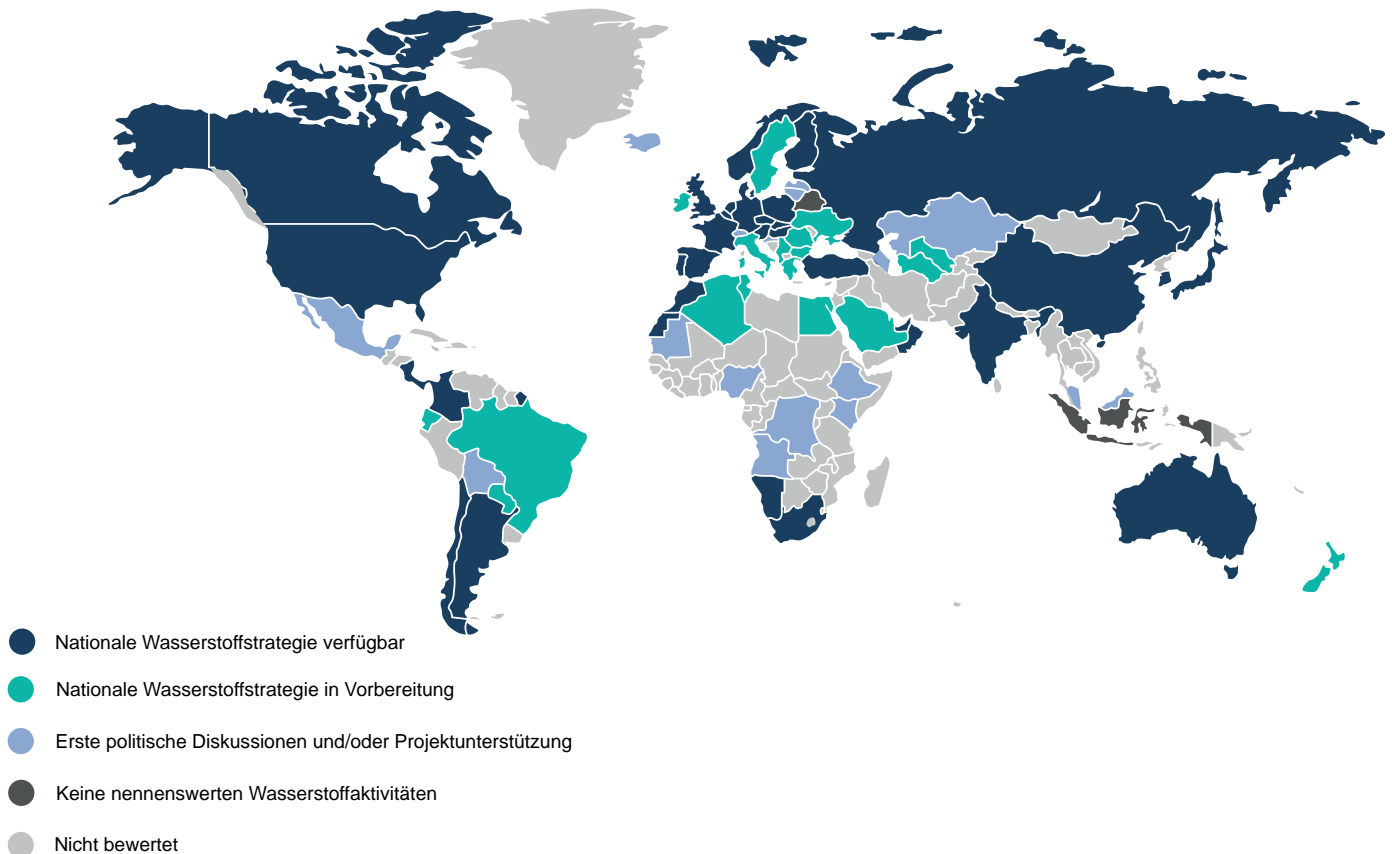 Nationale Wasserstoffstrategie verfügbar
Nationale Wasserstoffstrategie in Vorbereitung
Erste politische Diskussionen und/oder Projektunterstützung
Keine nennenswerten Wasserstoffaktivitäten
Nicht bewertet